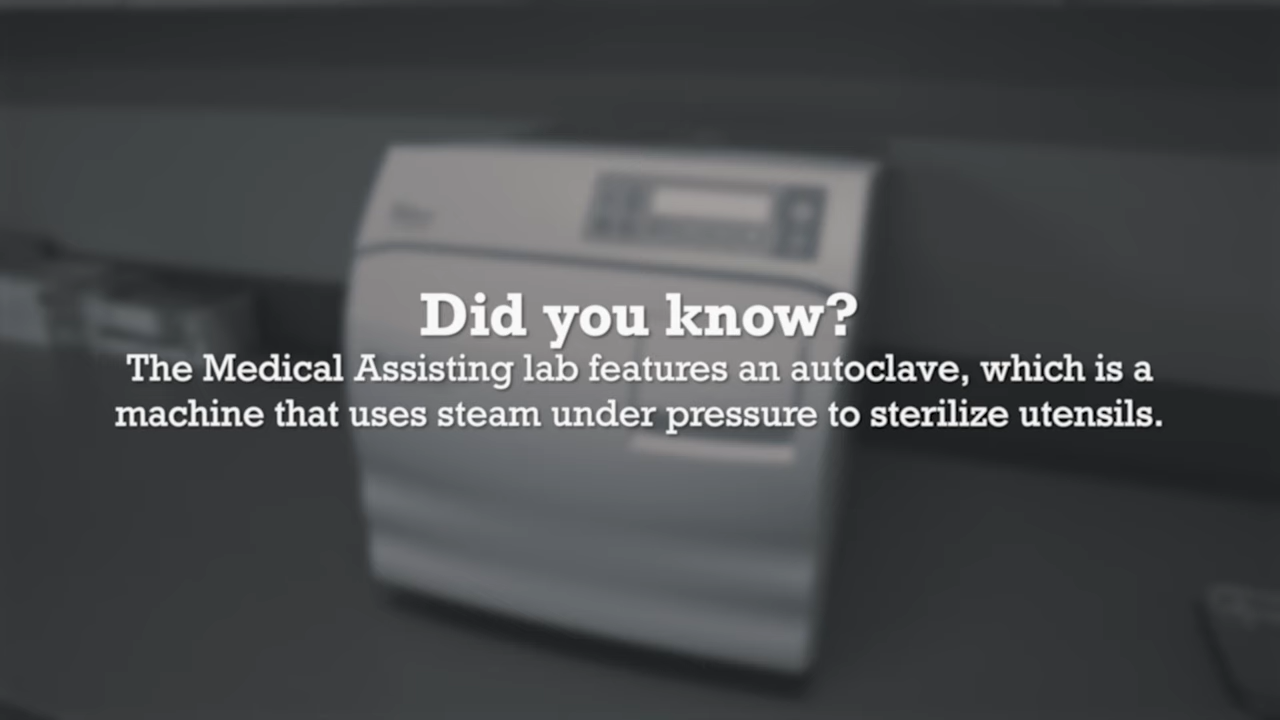 Did you know?
The Medical Assisting lab features an autoclave, which is a
machine that uses steam under pressure to sterilize utensils.